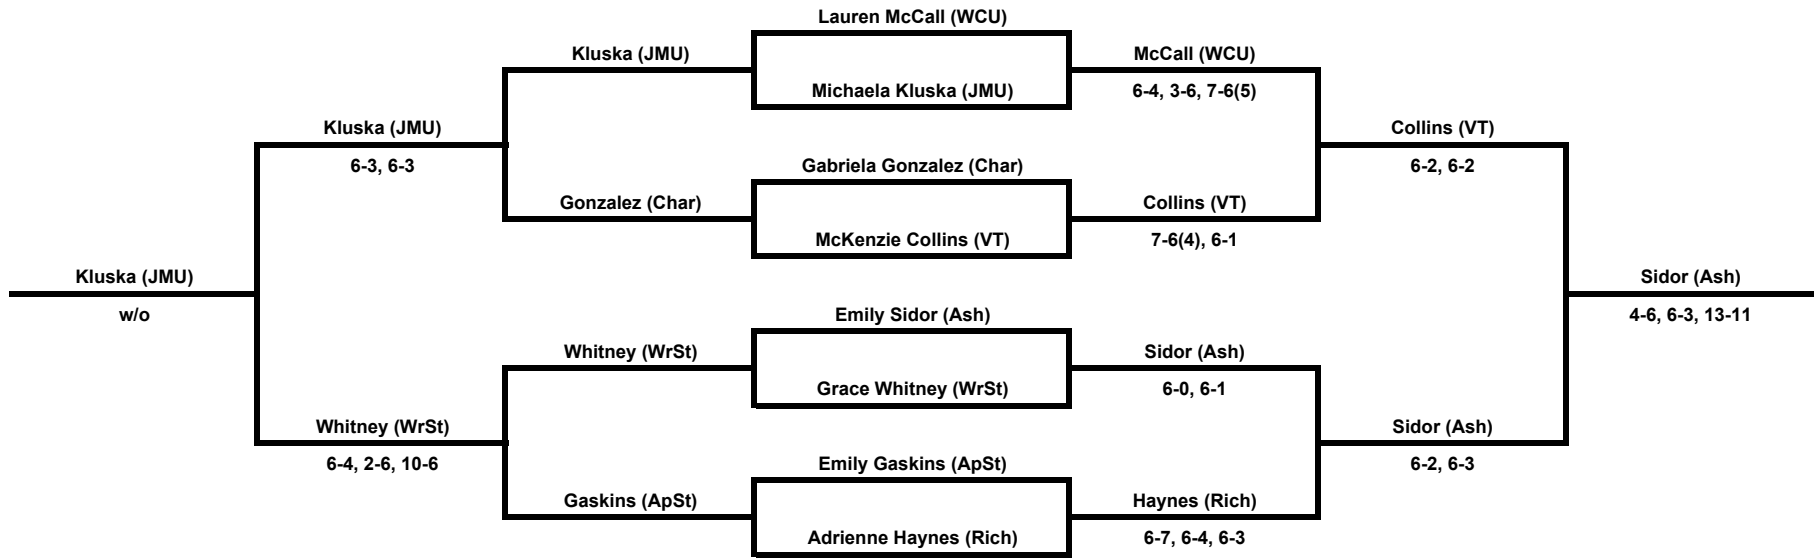 Lauren McCall (WCU)
Kluska (JMU)
McCall (WCU)
Michaela Kluska (JMU)
6-4, 3-6, 7-6(5)
Kluska (JMU)
Collins (VT)
6-3, 6-3
Gabriela Gonzalez (Char)
6-2, 6-2
Gonzalez (Char)
Collins (VT)
McKenzie Collins (VT)
7-6(4), 6-1
Kluska (JMU)
Sidor (Ash)
w/o
Emily Sidor (Ash)
4-6, 6-3, 13-11
Whitney (WrSt)
Sidor (Ash)
Grace Whitney (WrSt)
6-0, 6-1
Whitney (WrSt)
Sidor (Ash)
6-4, 2-6, 10-6
Emily Gaskins (ApSt)
6-2, 6-3
Gaskins (ApSt)
Haynes (Rich)
Adrienne Haynes (Rich)
6-7, 6-4, 6-3